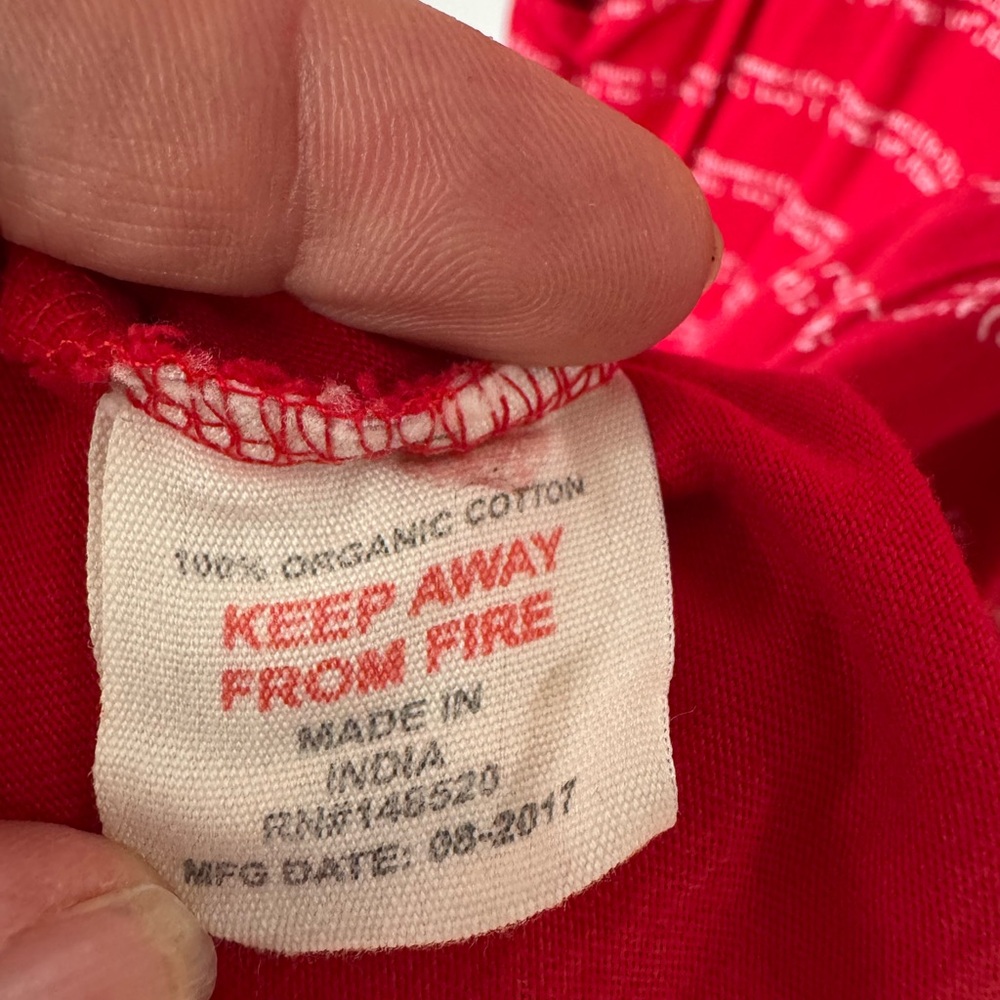 100% ORGANIC COTTON
KEEP AWAY
FROM FIRE
MADE IN
INDIA
RN#146520
MFG DATE: 08-2017